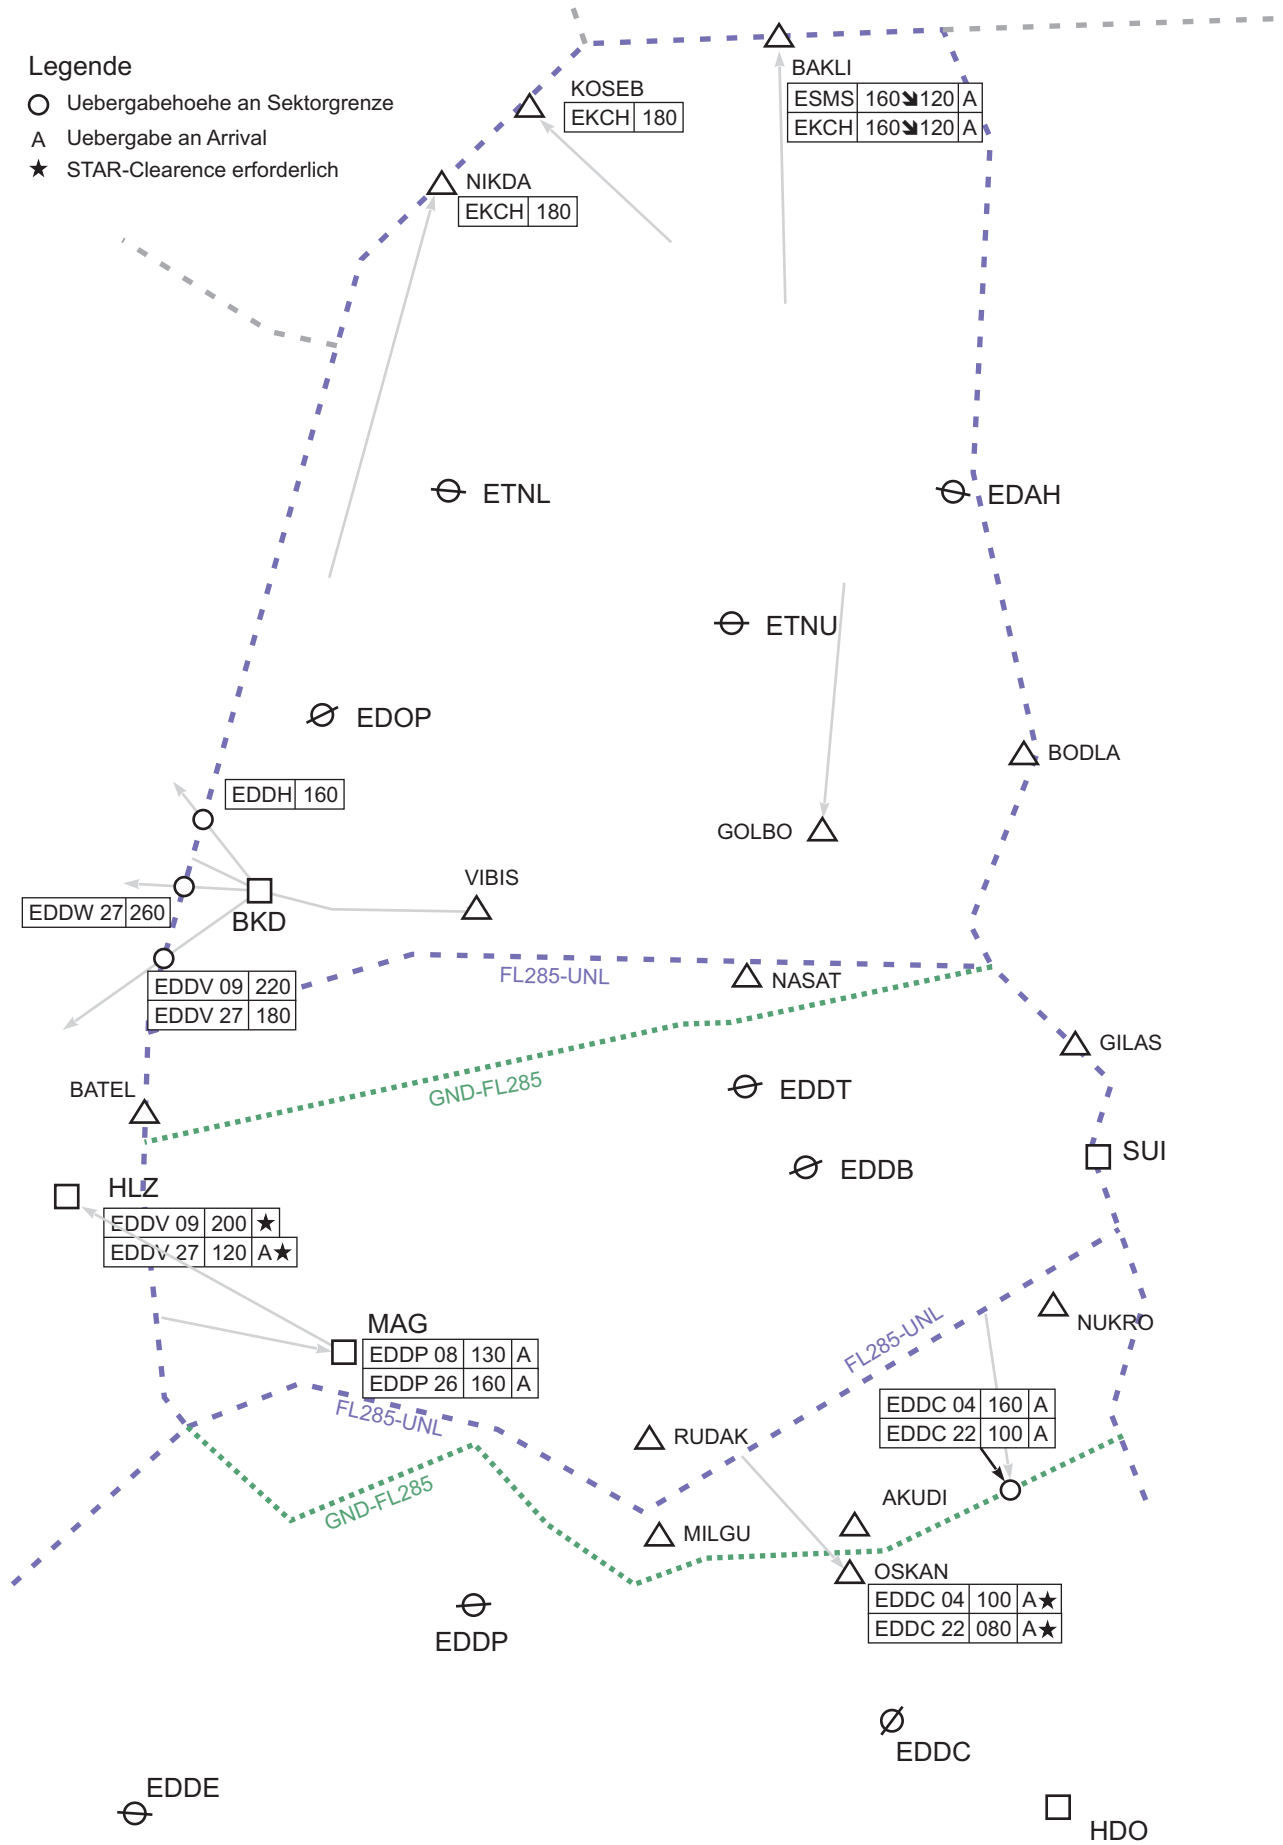 Legende
Uebergabehoehe an Sektorgrenze
A Uebergabe an Arrival
★ STAR-Clearence erforderlich
BAKLI
ESMS 160➘120 A
EKCH 160➘120 A
KOSEB
EKCH 180
NIKDA
EKCH 180
ETNL
EDAH
ETNU
EDOP
BODLA
EDDH 160
GOLBO
VIBIS
EDDW 27 260
BKD
FL285-UNL
NASAT
EDDV 09 220
EDDV 27 180
GILAS
BATEL
GND-FL285
EDDT
SUI
EDDB
HLZ
EDDV 09 200 ★
EDDV 27 120 A★
MAG
EDDP 08 130 A
EDDP 26 160 A
NUKRO
FL285-UNL
FL285-UNL
EDDC 04 160 A
EDDC 22 100 A
RUDAK
GND-FL285
AKUDI
MILGU
OSKAN
EDDC 04 100 A★
EDDC 22 080 A★
EDDP
EDDC
EDDE
HDO